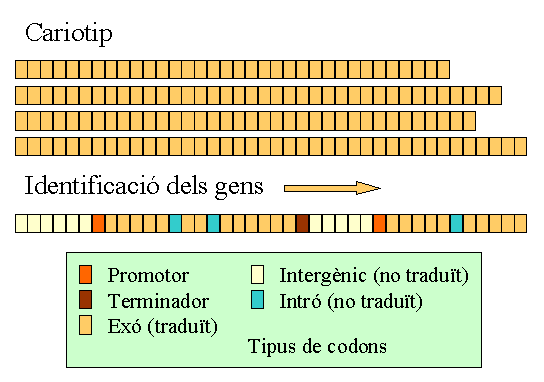 Cariotip
Identificació dels gens
Promotor
Terminador
Exó (traduït)
Intergènic (no traduït)
Intró (no traduït)
Tipus de codons